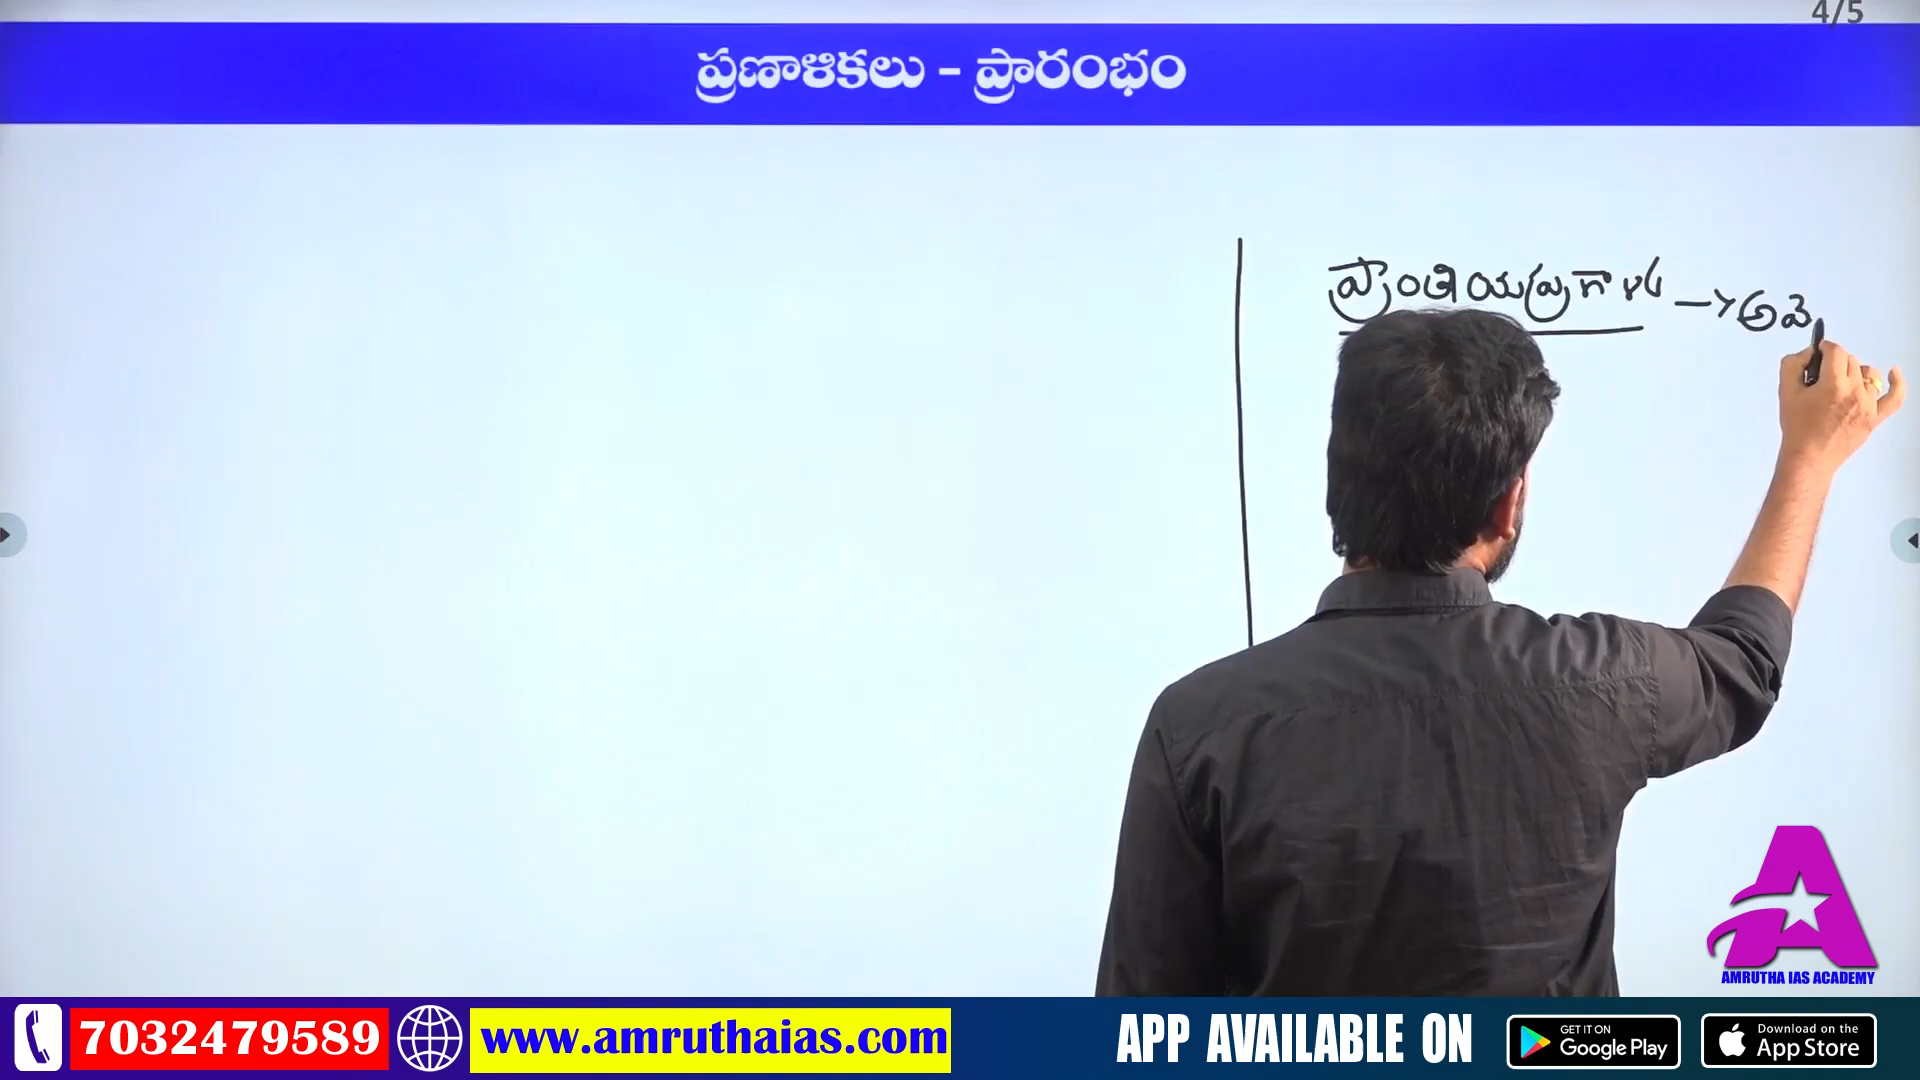 4/5
ప్రణాళికలు - ప్రారంభం
ప్రాంతీయ → అవె
AMRUTHA IAS ACADEMY
7032479589 www.amruthaias.com APP AVAILABLE ON GET IT ON Google Play Download on the App Store